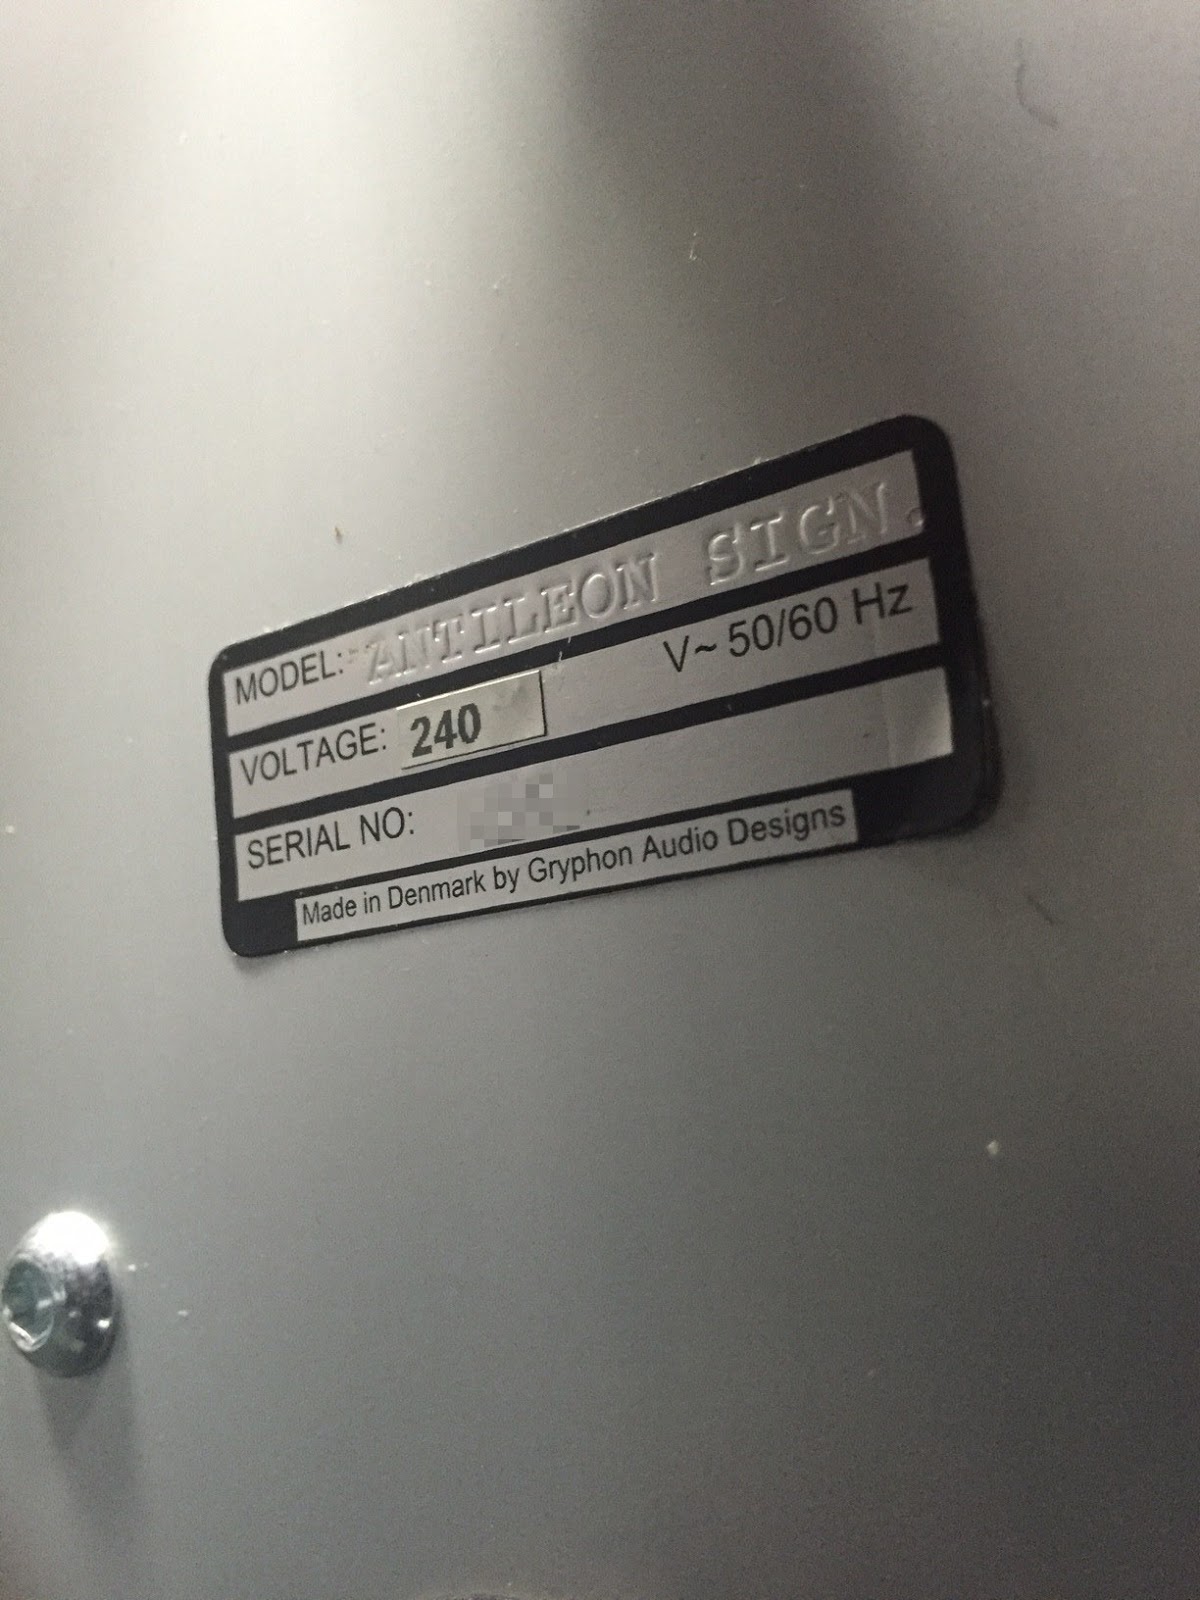 MODEL: ANTILEON SIGN.
VOLTAGE: 240 V~ 50/60 Hz
SERIAL NO:
Made in Denmark by Gryphon Audio Designs